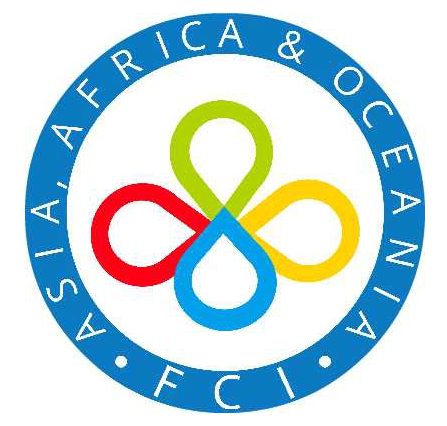 ASIA, AFRICA & OCEANIA
• FCI •